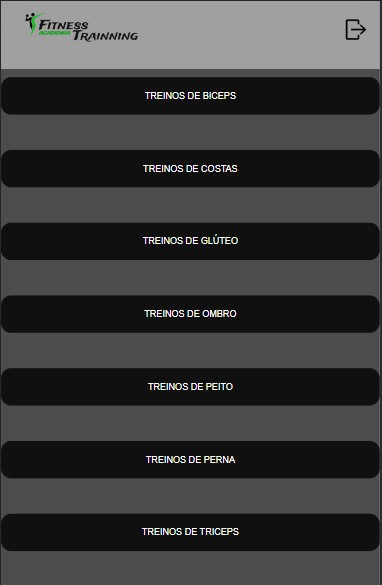 FITNESS
ACADEMIA TRAINNING
TREINOS DE BICEPS
TREINOS DE COSTAS
TREINOS DE GLÚTEO
TREINOS DE OMBRO
TREINOS DE PEITO
TREINOS DE PERNA
TREINOS DE TRICEPS